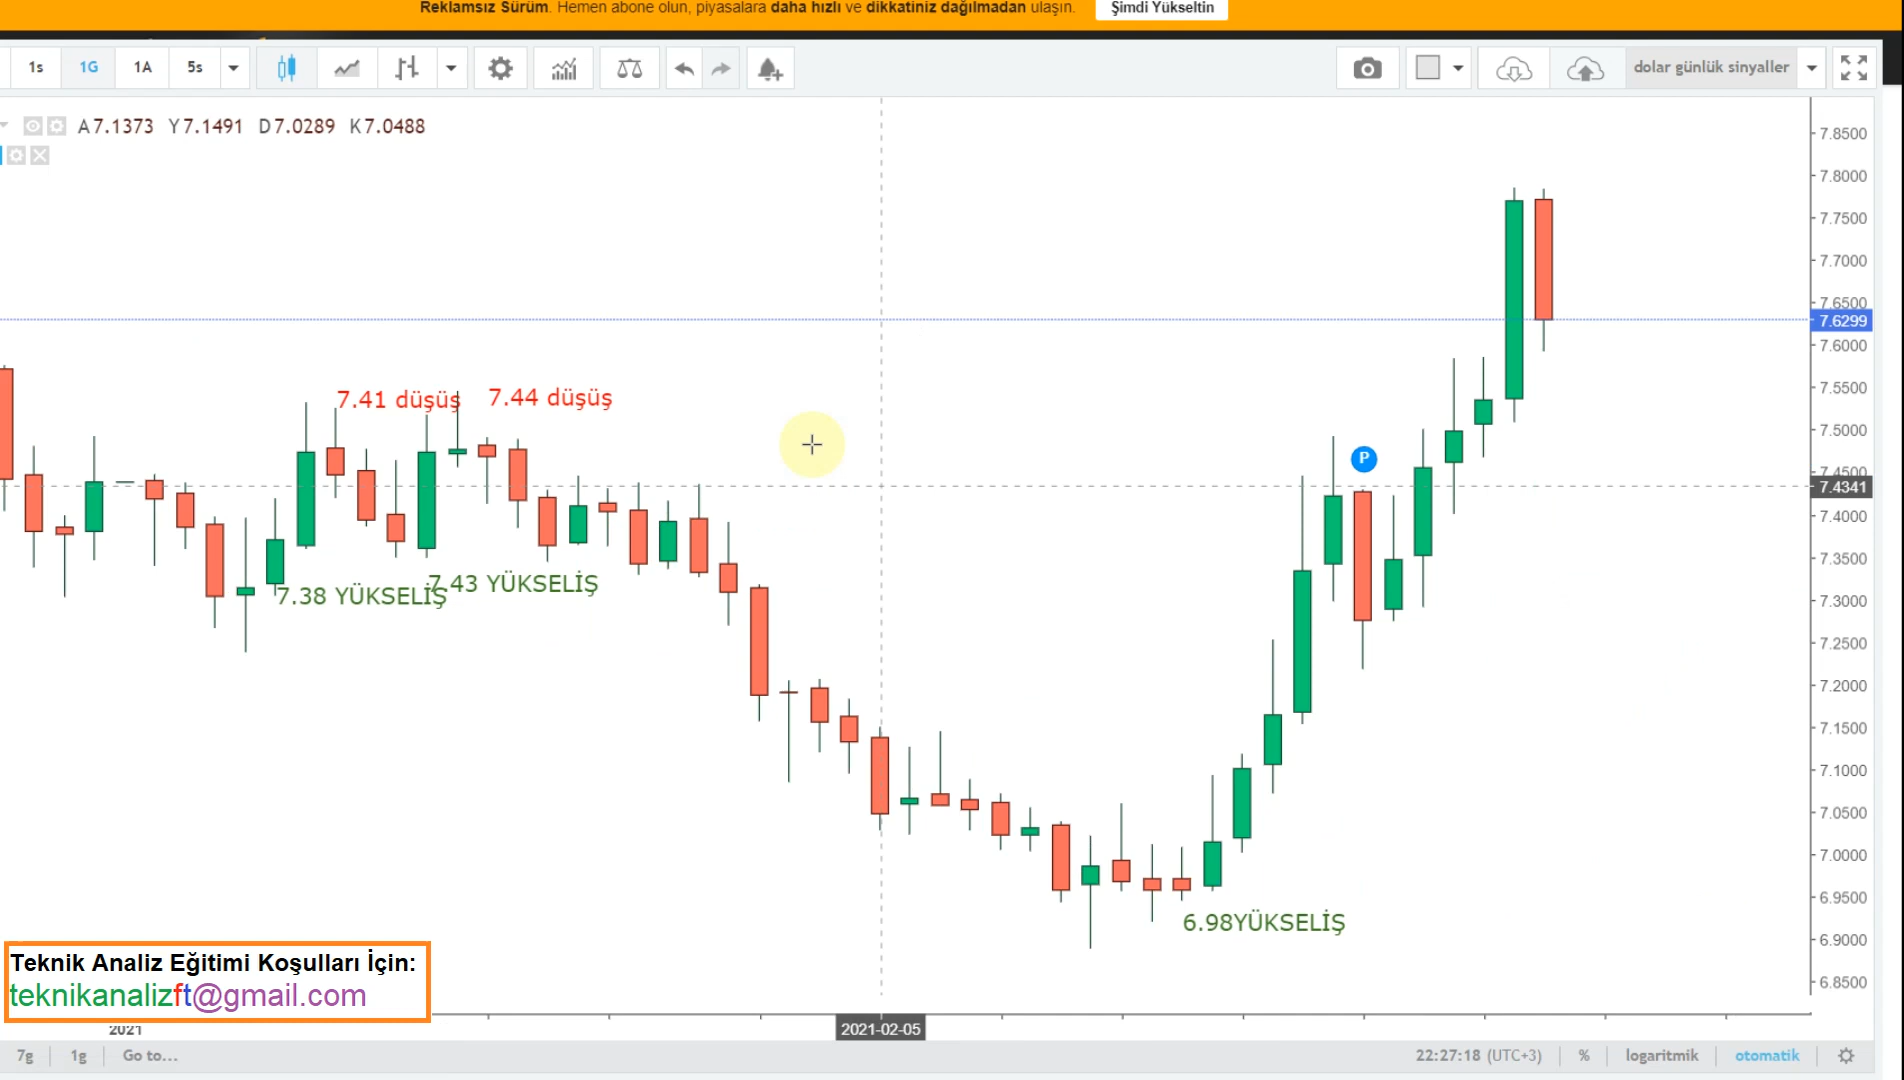 Reklamsız Sürüm. Hemen abone olun, piyasalara daha hızlı ve dikkatiniz dağılmadan ulaşın. Şimdi Yükseltin
1s 1G 1A 5s dolar günlük sinyaller
A7.1373 Y7.1491 D7.0289 K7.0488
7.8500
7.8000
7.7500
7.7000
7.6500
7.6299
7.6000
7.5500
7.41 düşüş 7.44 düşüş
7.5000
P
7.4500
7.4341
7.4000
7.3500
7.38 YÜKSELİŞ 7.43 YÜKSELİŞ
7.3000
7.2500
7.2000
7.1500
7.1000
7.0500
7.0000
6.9500
6.98YÜKSELİŞ
6.9000
6.8500
Teknik Analiz Eğitimi Koşulları İçin:
teknikanalizft@gmail.com
2021 2021-02-05
7g 1g Go to... 22:27:18 (UTC+3) % logaritmik otomatik